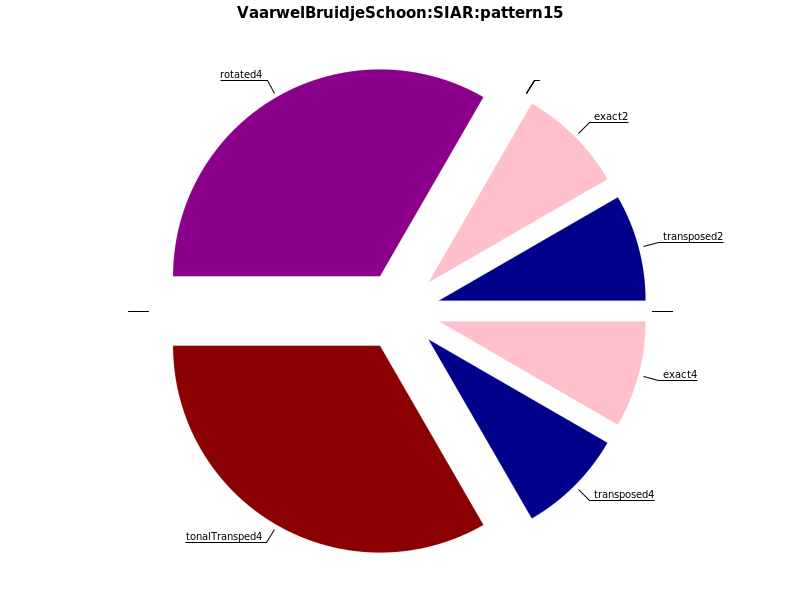 VaarwelBruidjeSchoon:SIAR:pattern15
rotated4
exact2
transposed2
exact4
transposed4
tonalTransped4